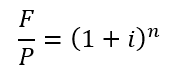 F/P = (1 + i)ⁿ